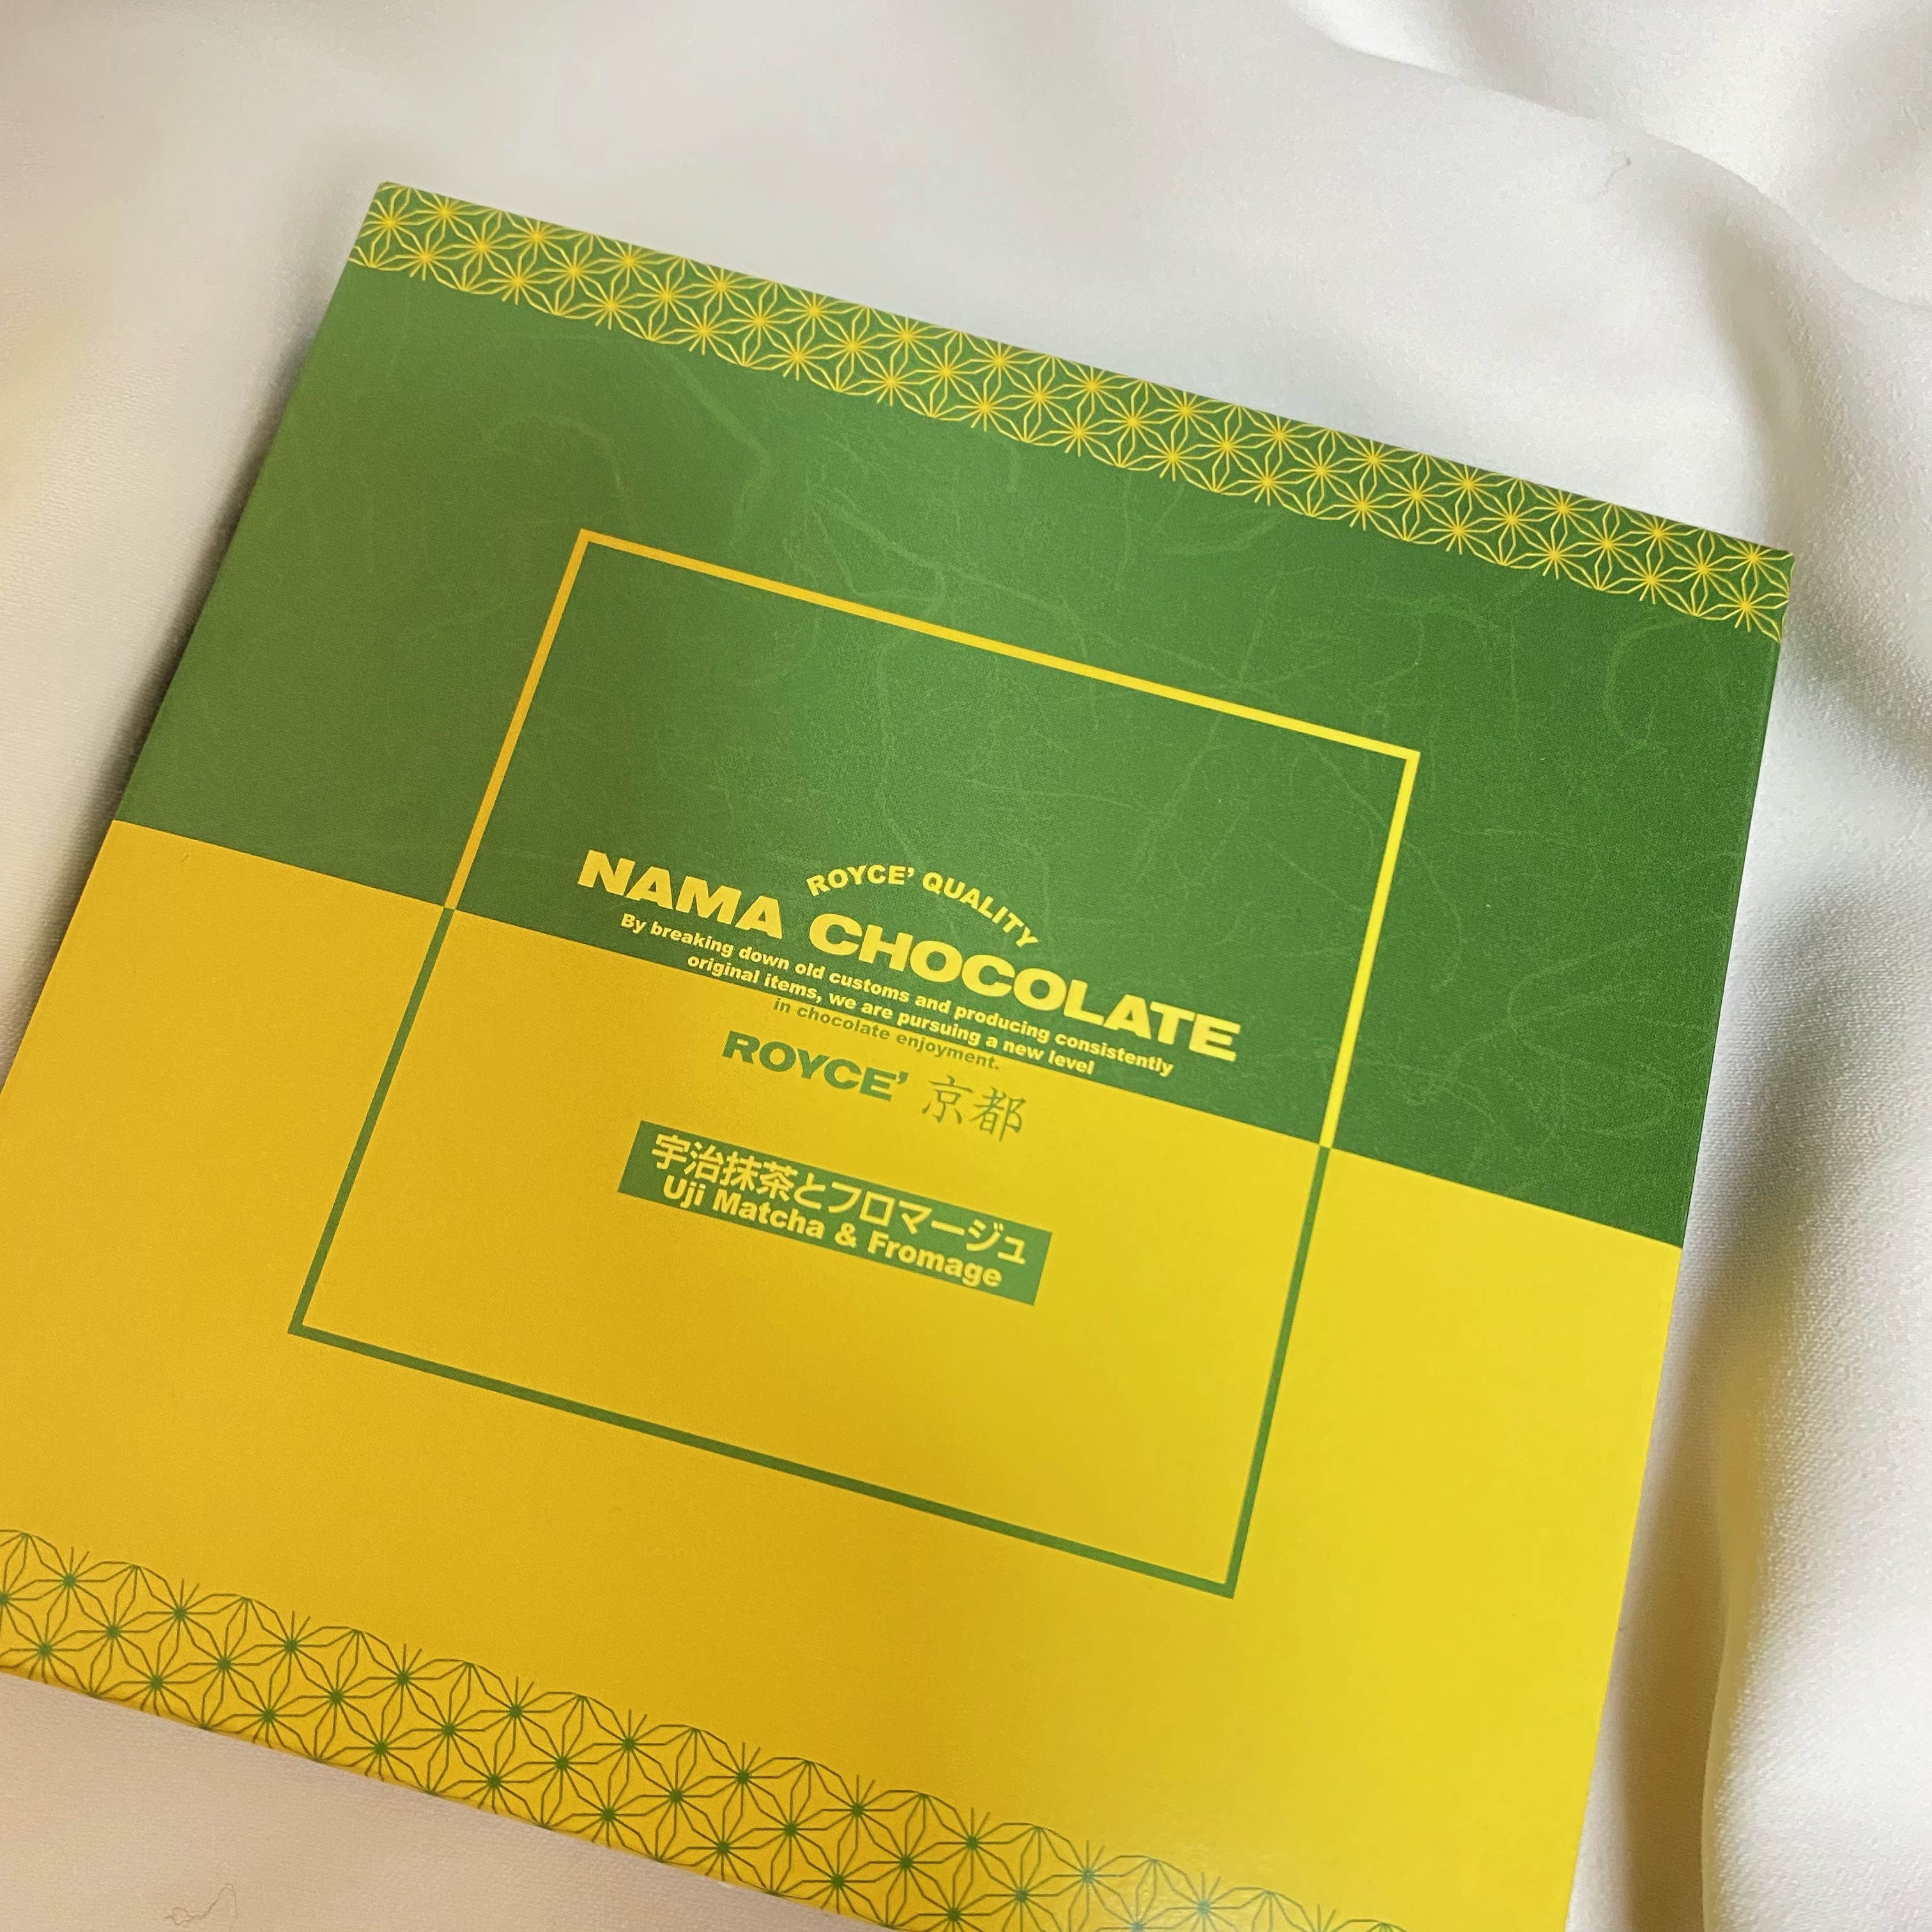 ROYCE' QUALITY
NAMA CHOCOLATE
By breaking down old customs and producing consistently
original items, we are pursuing a new level
in chocolate enjoyment.
ROYCE' 京都
宇治抹茶とフロマージュ
Uji Matcha & Fromage